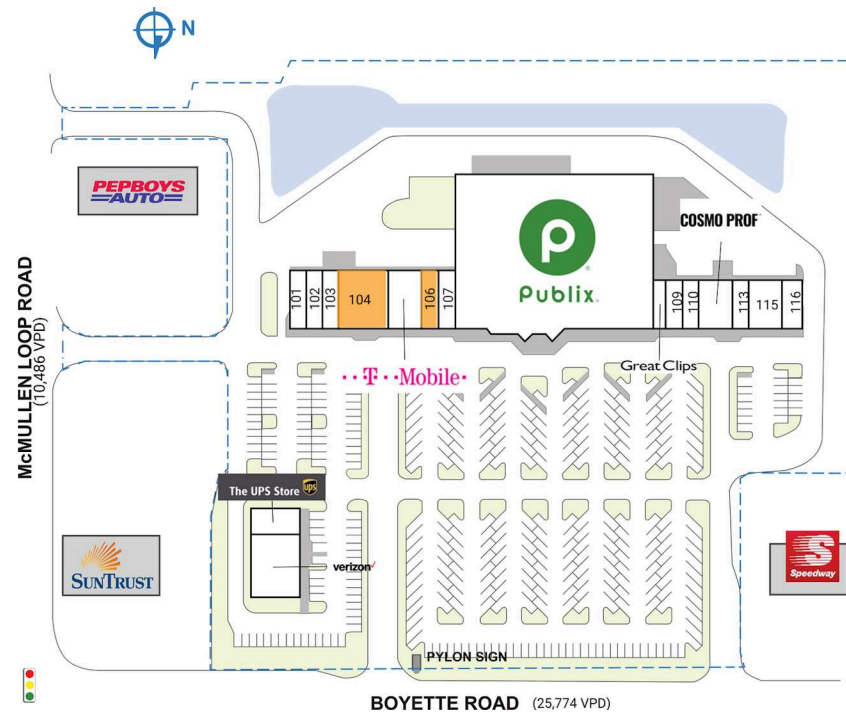 N
PEPBOYS
AUTO
McMULLEN LOOP ROAD
(10,486 VPD)
101
102
103
104
106
107
p
Publix.
COSMO PROF
109
110
113
115
116
T Mobile
Great Clips
The UPS Store
ups
verizon
SUNTRUST
S
Speedway
PYLON SIGN
BOYETTE ROAD (25,774 VPD)